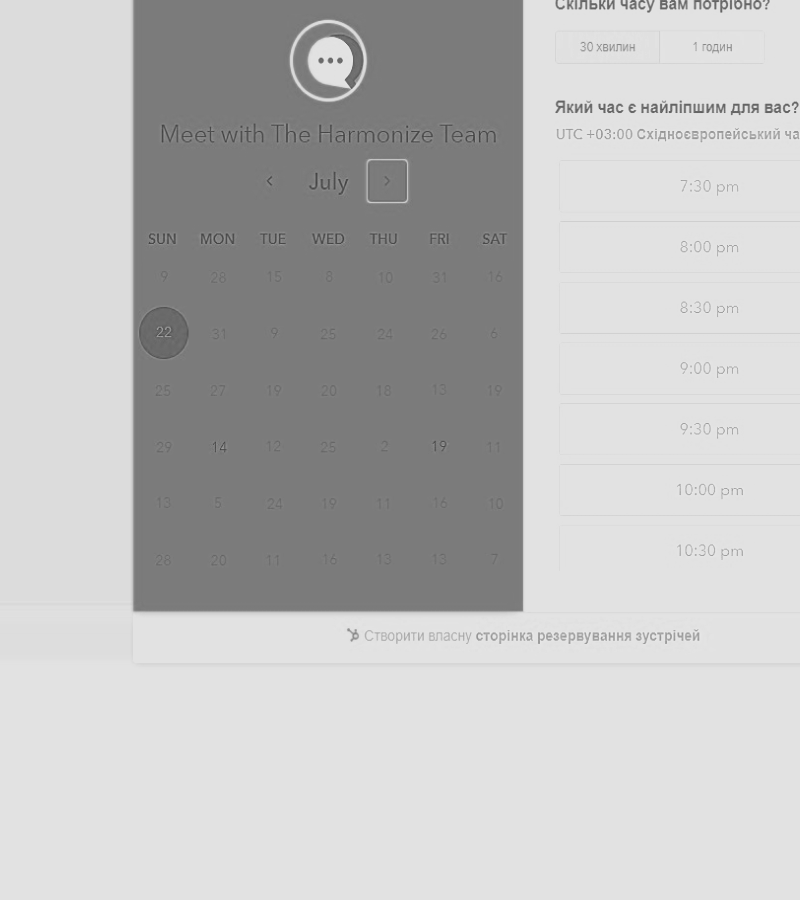 Meet with The Harmonize Team
July
SUN MON TUE WED THU FRI SAT
9 28 15 8 10 31 16
22 31 9 25 24 26 6
25 27 19 20 18 13 19
29 14 12 25 2 19 11
13 5 24 19 11 16 10
28 20 11 16 13 13 7
Скільки часу вам потрібно?
30 хвилин
1 годин
Який час є найліпшим для вас?
UTC +03:00 Східноєвропейський
7:30 pm
8:00 pm
8:30 pm
9:00 pm
9:30 pm
10:00 pm
10:30 pm
Створити власну сторінка резервування зустрічей